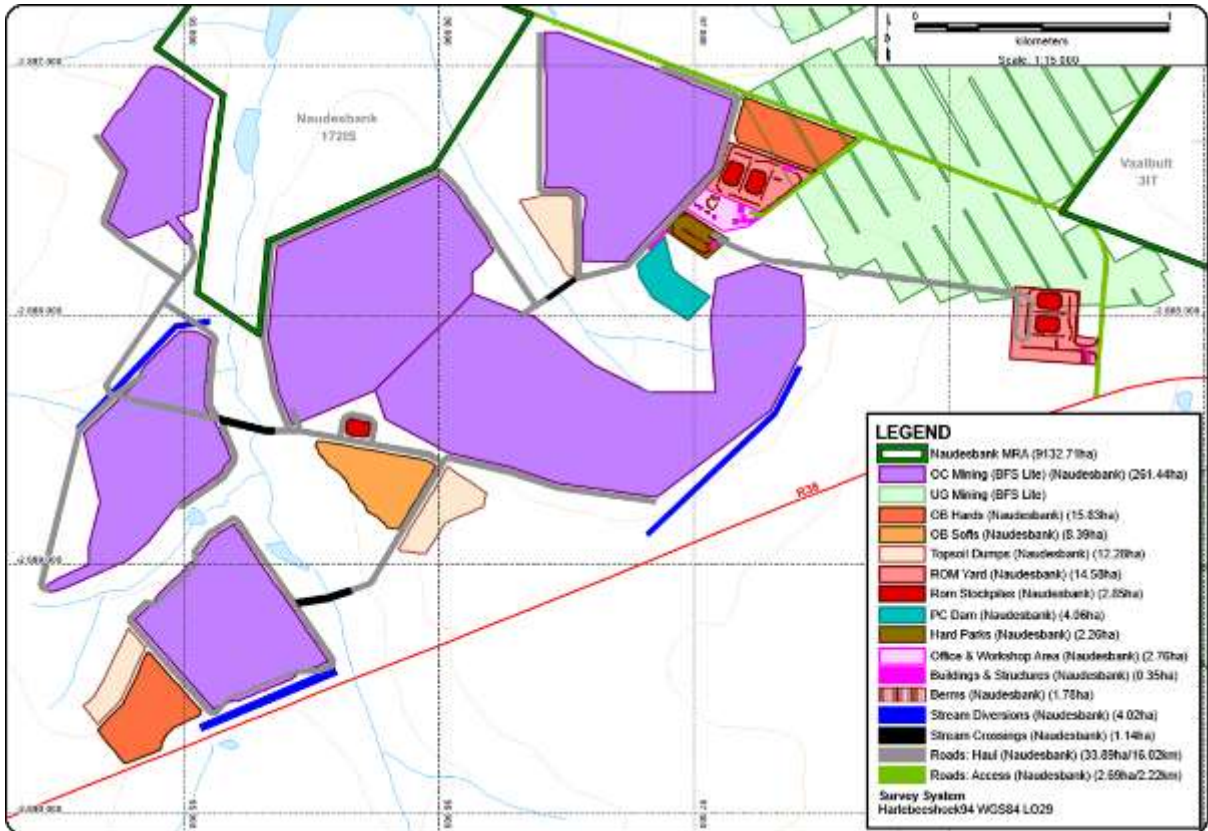 0 1
kilometers
Scale: 1:15 000
Naudesbank
172IS
Vaalbult
3IT
R38
LEGEND
Naudesbank MRA (9132.71ha)
OC Mining (BFS Lite) (Naudesbank) (261.44ha)
UG Mining (BFS Lite)
OB Hards (Naudesbank) (15.83ha)
OB Softs (Naudesbank) (8.39ha)
Topsoil Dumps (Naudesbank) (12.28ha)
ROM Yard (Naudesbank) (14.58ha)
Rom Stockpiles (Naudesbank) (2.85ha)
PC Dam (Naudesbank) (4.06ha)
Hard Parks (Naudesbank) (2.26ha)
Office & Workshop Area (Naudesbank) (2.76ha)
Buildings & Structures (Naudesbank) (0.35ha)
Berms (Naudesbank) (1.78ha)
Stream Diversions (Naudesbank) (4.02ha)
Stream Crossings (Naudesbank) (1.14ha)
Roads: Haul (Naudesbank) (33.89ha/16.02km)
Roads: Access (Naudesbank) (2.69ha/2.22km)
Survey System
Hartebeeshoek94 WGS84 LO29